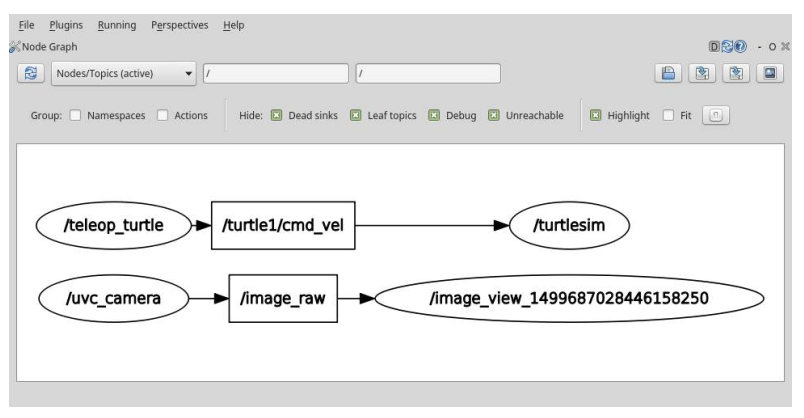 File Plugins Running Perspectives Help
Node Graph D - O
Nodes/Topics (active) / /
Group: Namespaces Actions Hide: Dead sinks Leaf topics Debug Unreachable Highlight Fit
/teleop_turtle /turtle1/cmd_vel /turtlesim
/uvc_camera /image_raw /image_view_1499687028446158250